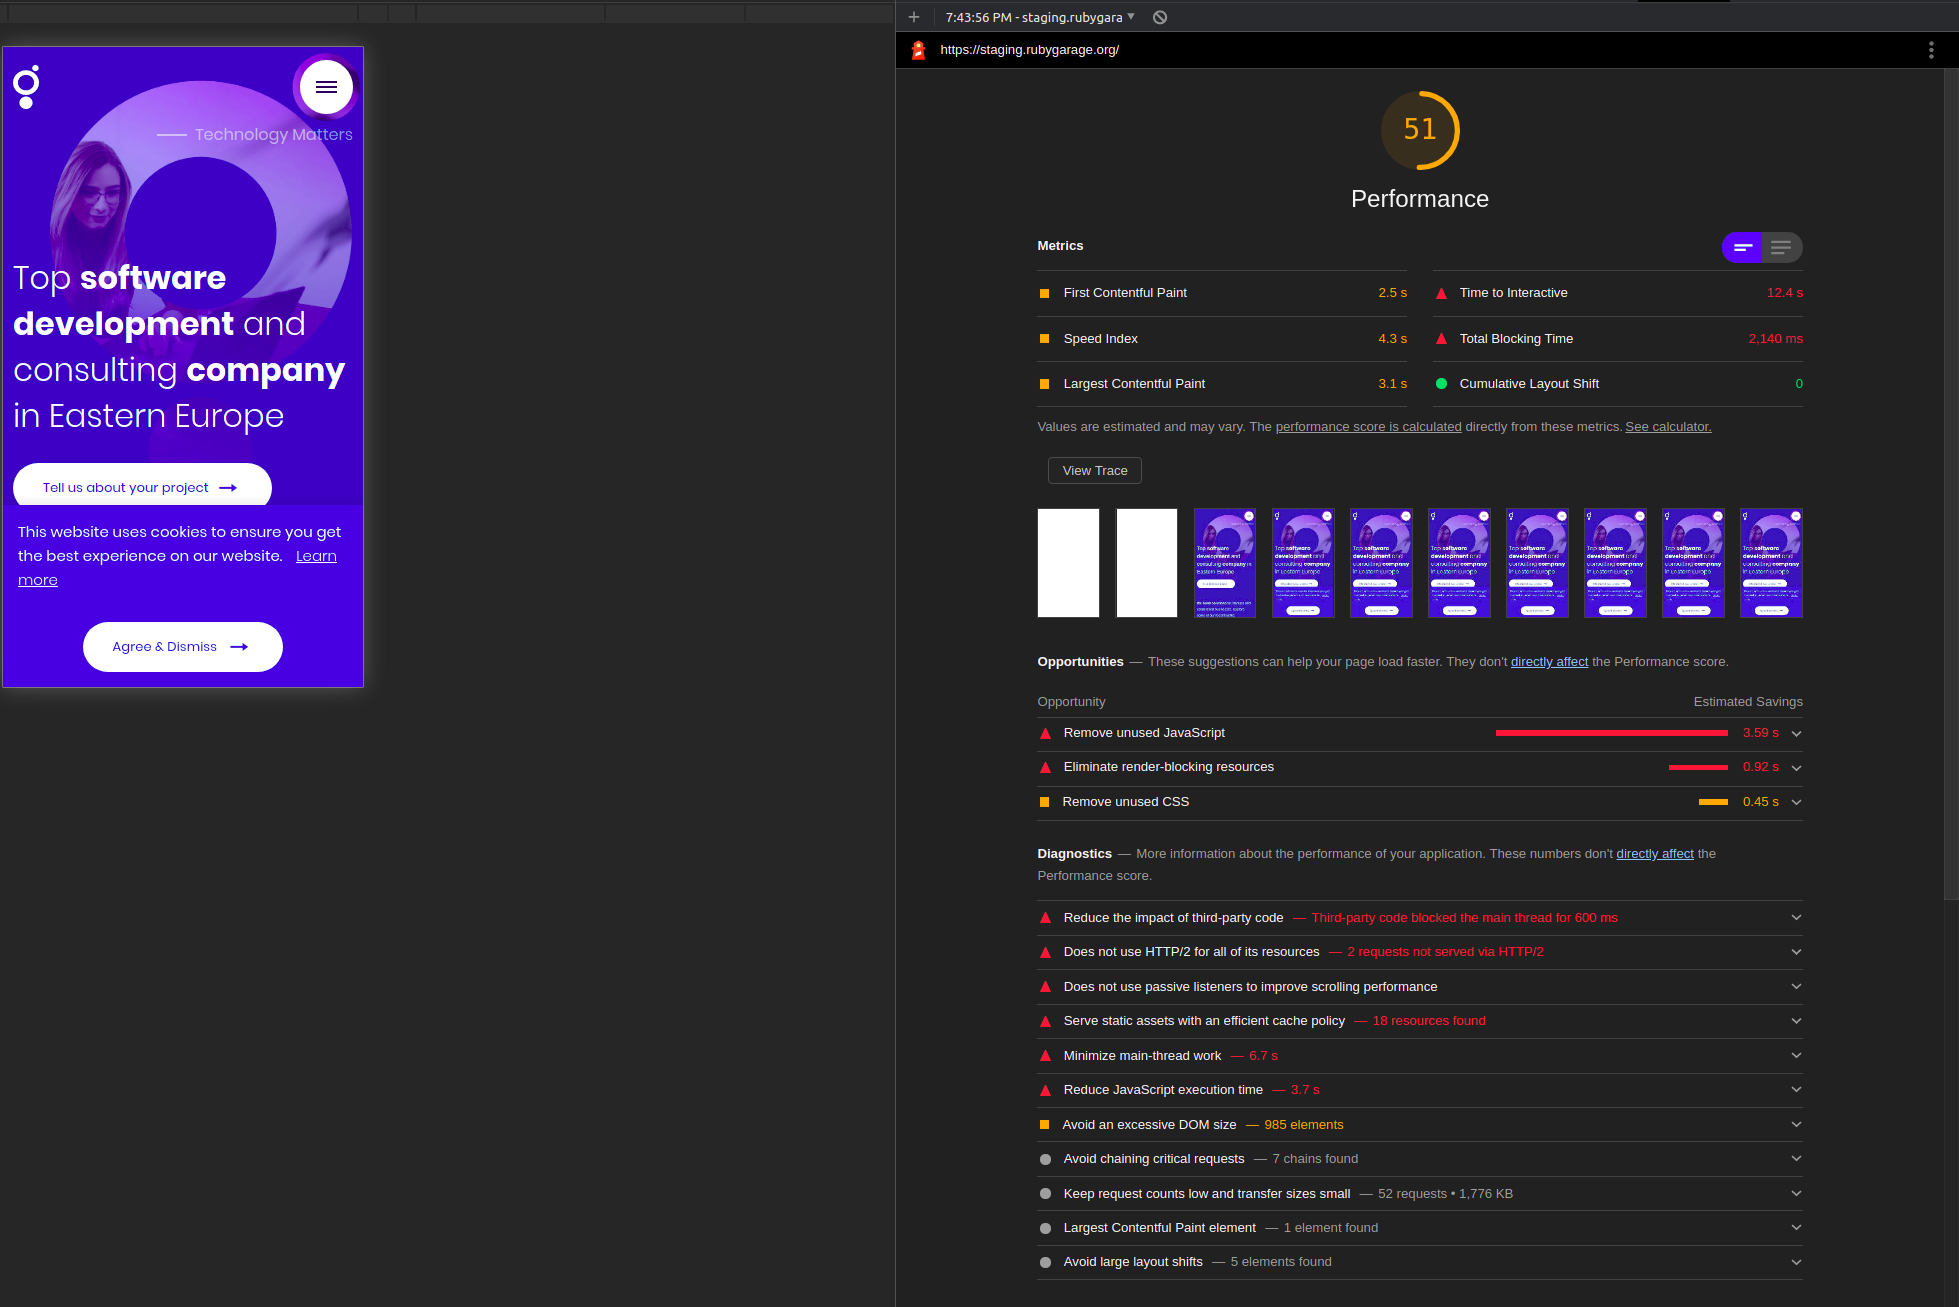 Technology Matters
Top software
development and
consulting company
in Eastern Europe
Tell us about your project
This website uses cookies to ensure you get
the best experience on our website. Learn
more
Agree & Dismiss
7:43:56 PM - staging.rubygara
https://staging.rubygarage.org/
51
Performance
Metrics
First Contentful Paint 2.5 s
Time to Interactive 12.4 s
Speed Index 4.3 s
Total Blocking Time 2,140 ms
Largest Contentful Paint 3.1 s
Cumulative Layout Shift 0
Values are estimated and may vary. The performance score is calculated directly from these metrics. See calculator.
View Trace
Opportunities — These suggestions can help your page load faster. They don't directly affect the Performance score.
Opportunity Estimated Savings
Remove unused JavaScript 3.59 s
Eliminate render-blocking resources 0.92 s
Remove unused CSS 0.45 s
Diagnostics — More information about the performance of your application. These numbers don't directly affect the
Performance score.
Reduce the impact of third-party code — Third-party code blocked the main thread for 600 ms
Does not use HTTP/2 for all of its resources — 2 requests not served via HTTP/2
Does not use passive listeners to improve scrolling performance
Serve static assets with an efficient cache policy — 18 resources found
Minimize main-thread work — 6.7 s
Reduce JavaScript execution time — 3.7 s
Avoid an excessive DOM size — 985 elements
Avoid chaining critical requests — 7 chains found
Keep request counts low and transfer sizes small — 52 requests • 1,776 KB
Largest Contentful Paint element — 1 element found
Avoid large layout shifts — 5 elements found